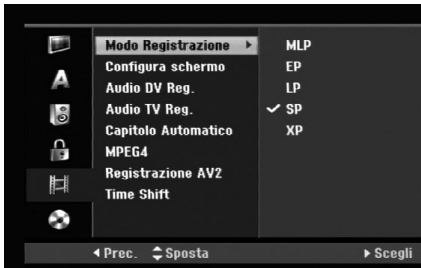 A
Modo Registrazione
Configura schermo
Audio DV Reg.
Audio TV Reg.
Capitolo Automatico
MPEG4
Registrazione AV2
Time Shift
MLP
EP
LP
SP
XP
Prec. Sposta Scegli